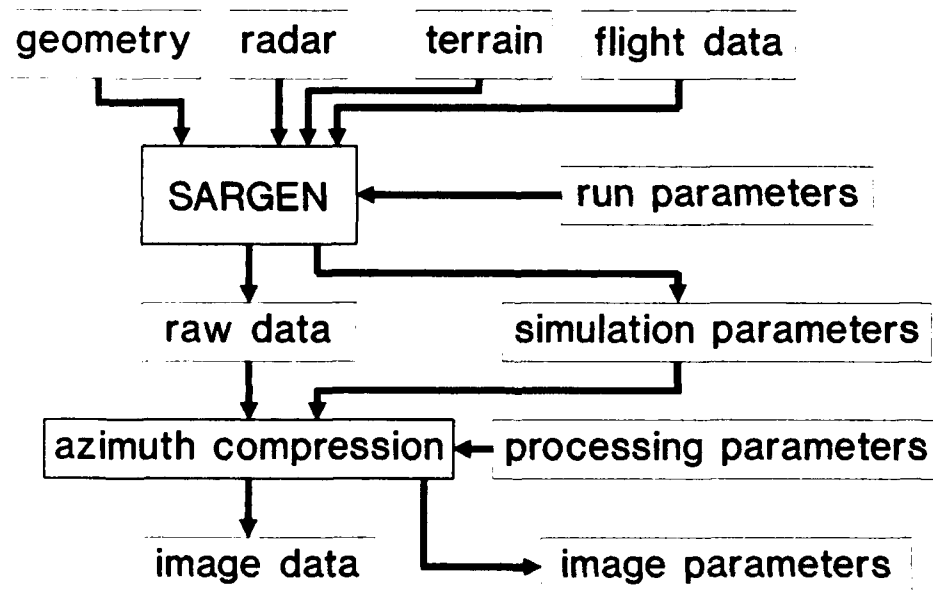 geometry
radar
terrain
flight data
SARGEN
run parameters
raw data
simulation parameters
azimuth compression
processing parameters
image data
image parameters